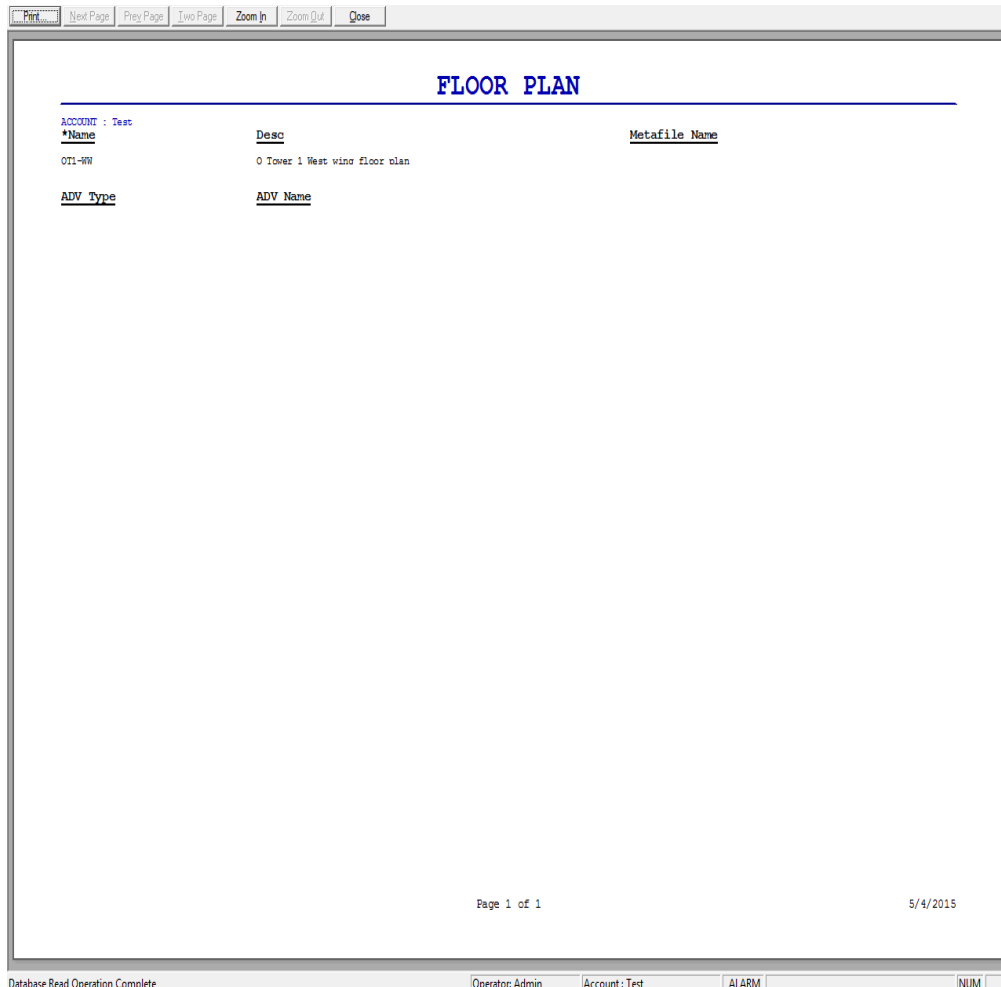 Print... Next Page Prev Page Two Page Zoom In Zoom Out Close
FLOOR PLAN
ACCOUNT : Test
*Name Desc Metafile Name
OT1-WW O Tower 1 West wing floor plan
ADV Type ADV Name
Page 1 of 1 5/4/2015
Database Read Operation Complete Operator: Admin Account : Test ALARM NUM